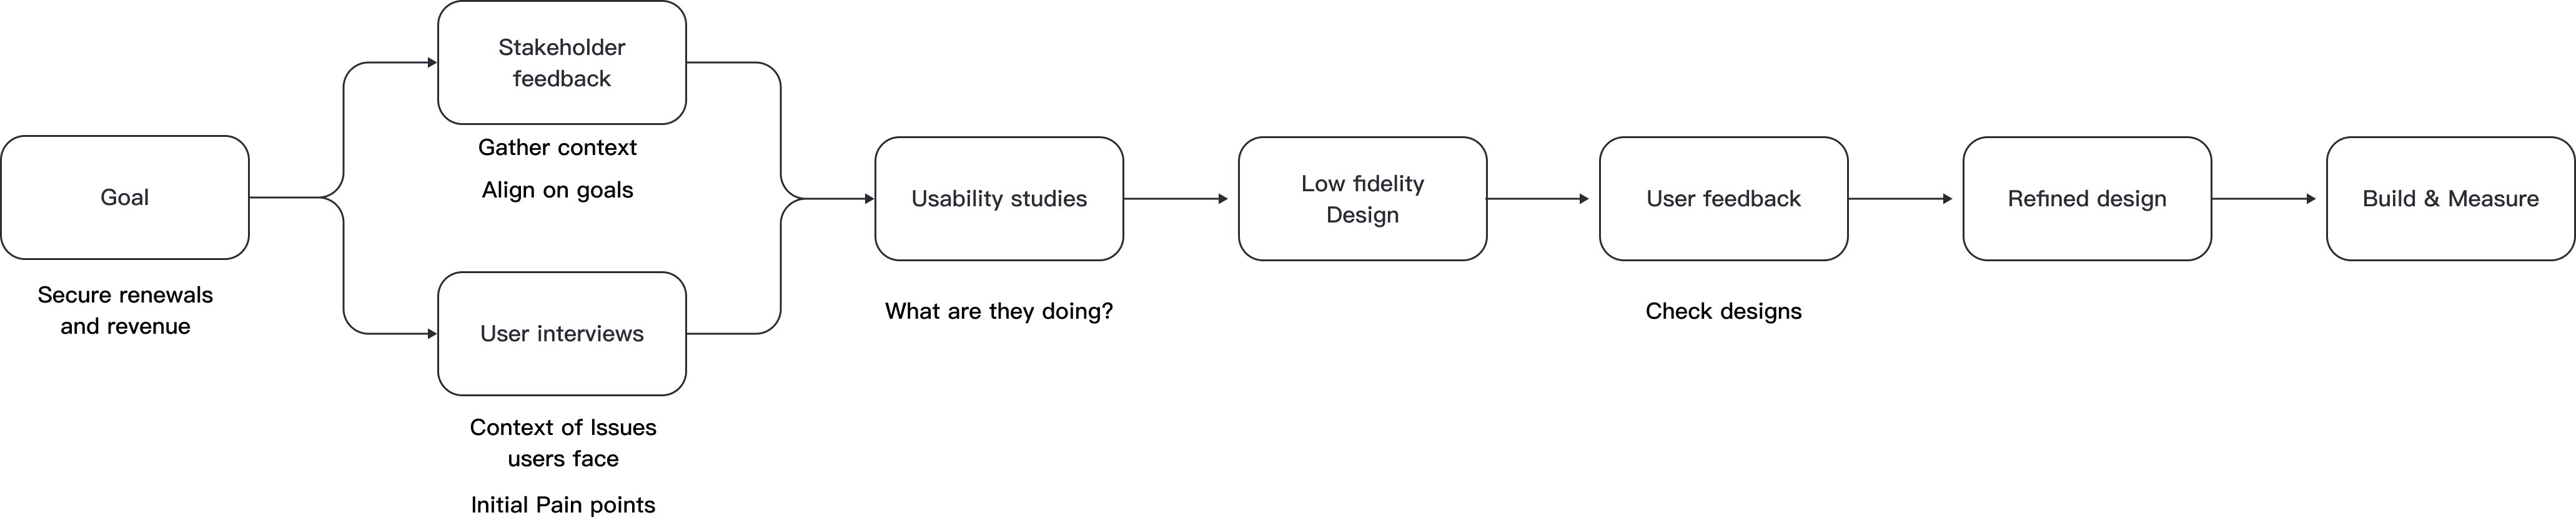 Goal
Secure renewals
and revenue
Stakeholder
feedback
Gather context
Align on goals
User interviews
Context of Issues
users face
Initial Pain points
Usability studies
What are they doing?
Low fidelity
Design
User feedback
Check designs
Refined design
Build & Measure